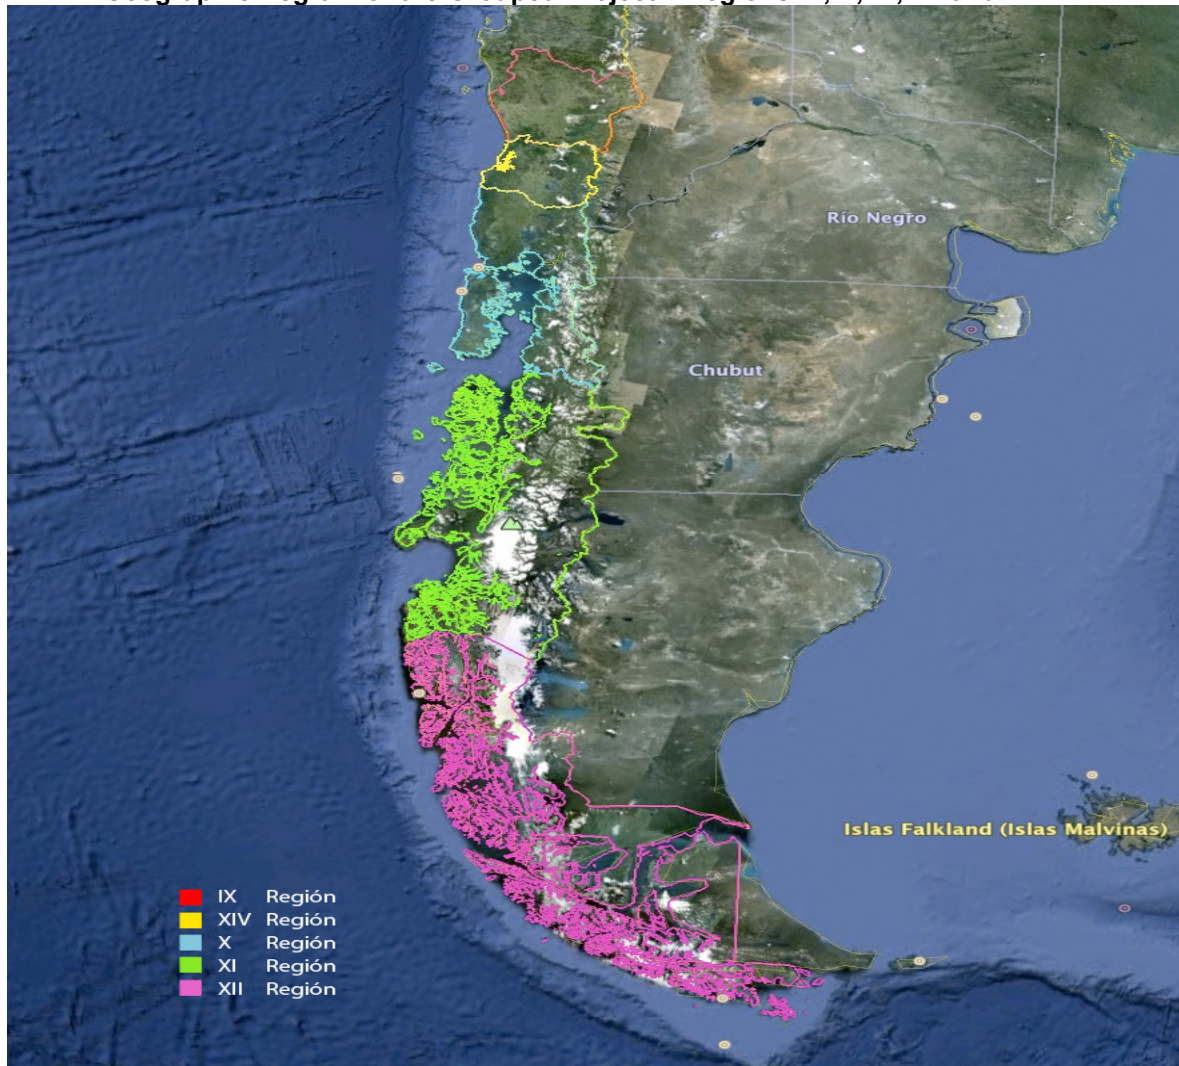 Río Negro
Chubut
Islas Falkland (Islas Malvinas)
IX Región
XIV Región
X Región
XI Región
XII Región